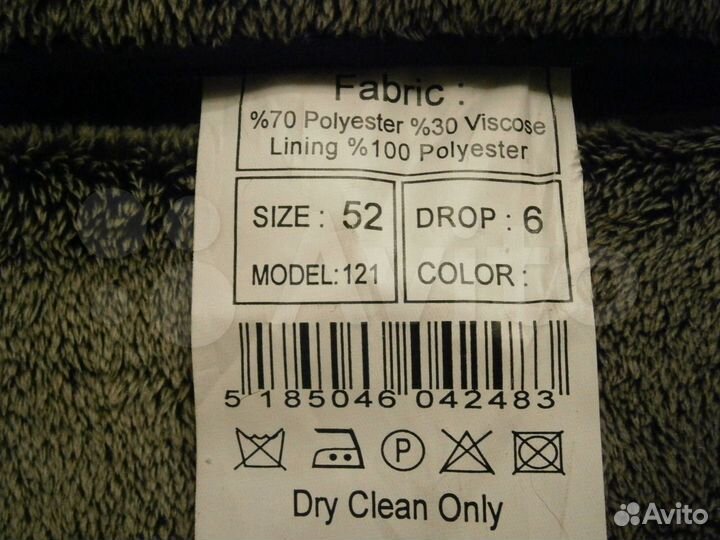 Fabric :
%70 Polyester %30 Viscose
Lining %100 Polyester
SIZE : 52 DROP : 6
MODEL:121 COLOR :
5 185046 042483
P
Dry Clean Only
Avito
Avito